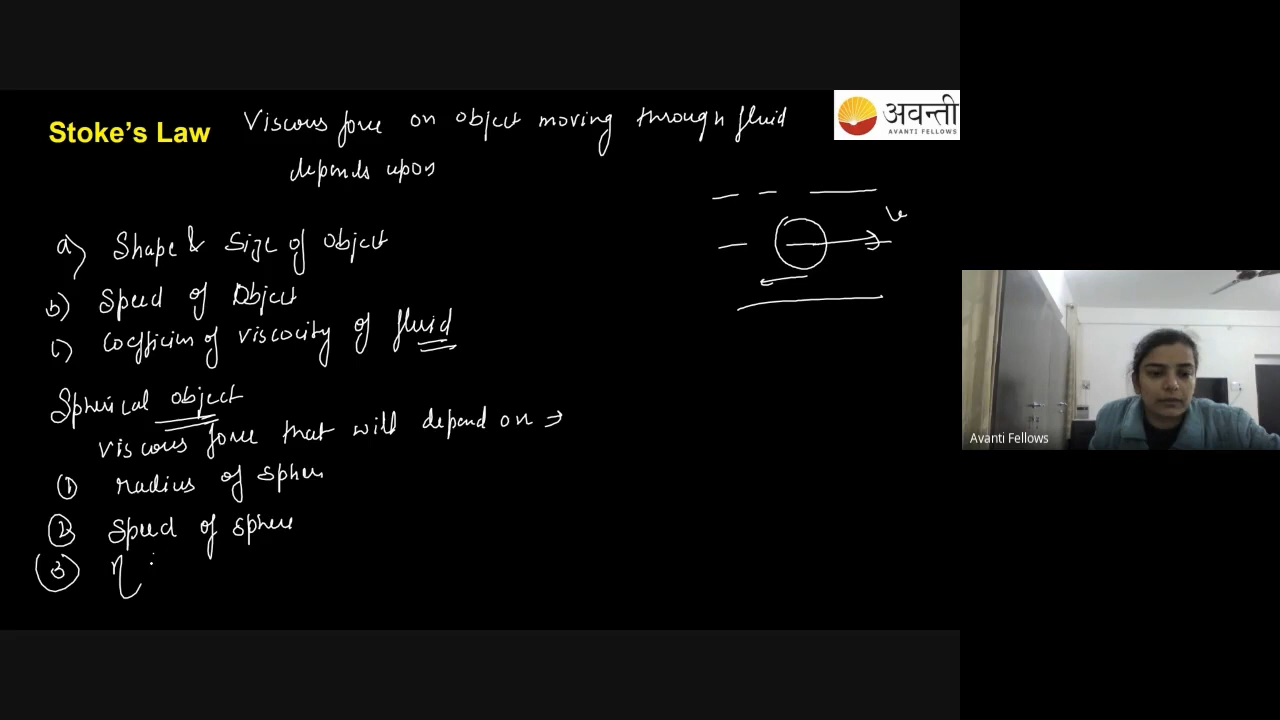 Stoke's Law
Viscous force on object moving through fluid
depends upon
अवन्ती
AVANTI FELLOWS
a) Shape & Size of object
b) Speed of Object
c) Coefficient of viscocity of fluid
Spherical object
Viscous force that will depend on →
① radius of sphere
② Speed of sphere
③ η :
v
Avanti Fellows